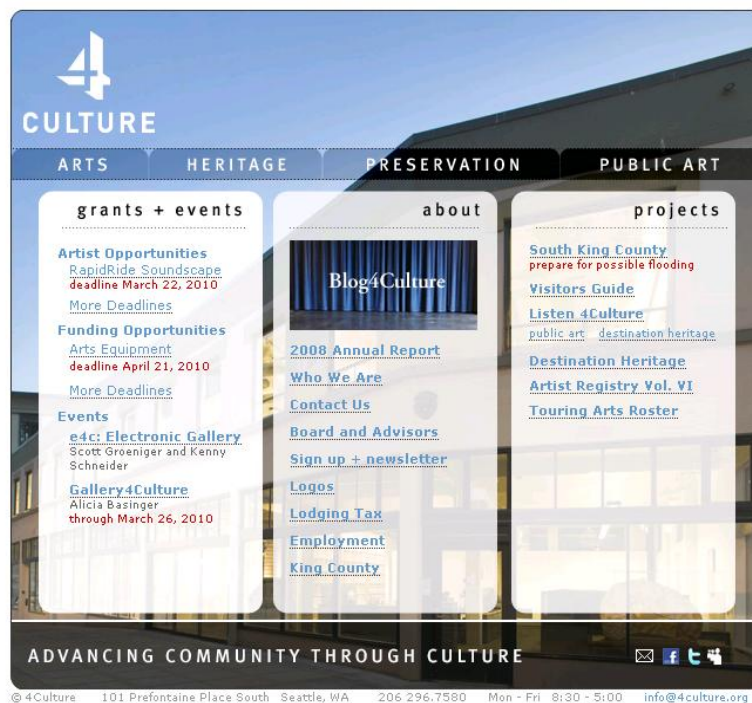 4
CULTURE
ARTS HERITAGE PRESERVATION PUBLIC ART
grants + events
Artist Opportunities
RapidRide Soundscape
deadline March 22, 2010
More Deadlines
Funding Opportunities
Arts Equipment
deadline April 21, 2010
More Deadlines
Events
e4c: Electronic Gallery
Scott Groeniger and Kenny
Schneider
Gallery4Culture
Alicia Basinger
through March 26, 2010
about
Blog4Culture
2008 Annual Report
Who We Are
Contact Us
Board and Advisors
Sign up + newsletter
Logos
Lodging Tax
Employment
King County
projects
South King County
prepare for possible flooding
Visitors Guide
Listen 4Culture
public art destination heritage
Destination Heritage
Artist Registry Vol. VI
Touring Arts Roster
ADVANCING COMMUNITY THROUGH CULTURE
© 4Culture 101 Prefontaine Place South Seattle, WA 206 296.7580 Mon - Fri 8:30 - 5:00 info@4culture.org